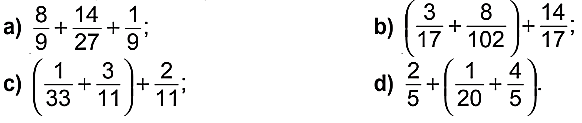 a) 8/9 + 14/27 + 1/9; b) (3/17 + 8/102) + 14/17;
c) (1/33 + 3/11) + 2/11; d) 2/5 + (1/20 + 4/5).